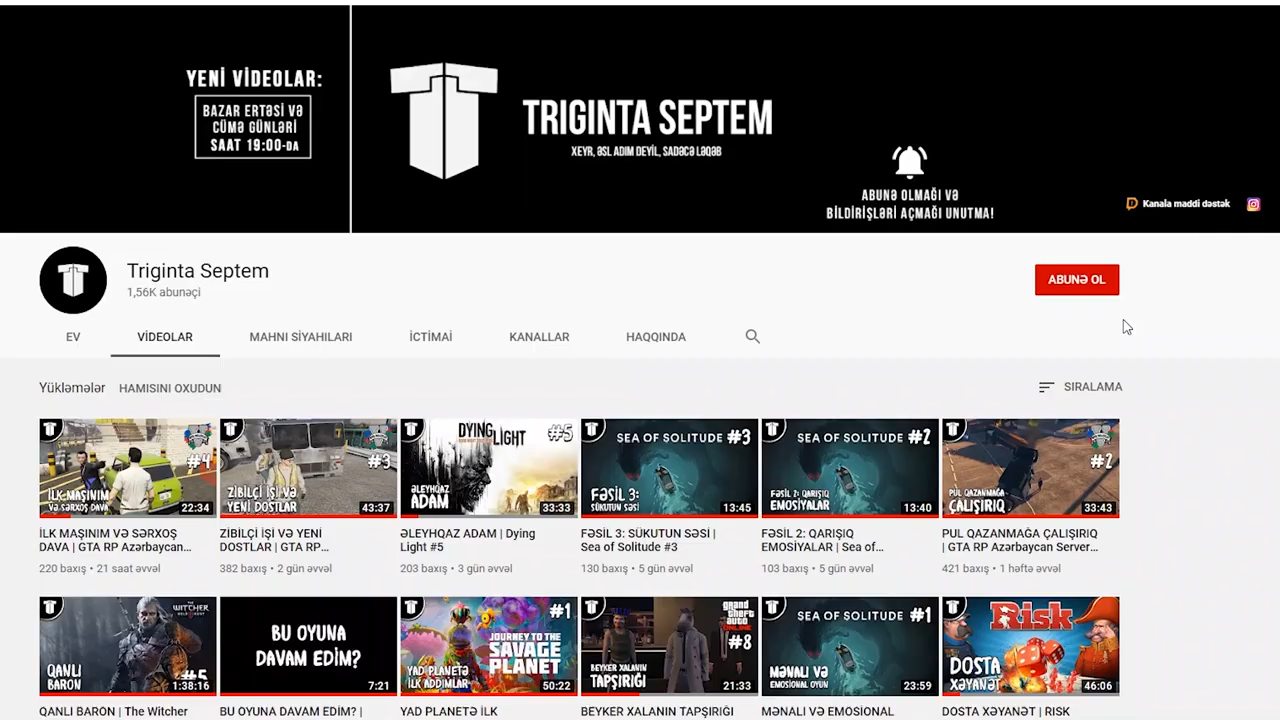 YENİ VİDEOLAR:
BAZAR ERTƏSİ VƏ
CÜMƏ GÜNLƏRİ
SAAT 19:00-DA
TRIGINTA SEPTEM
XEYR, ƏSL ADIM DEYİL, SADƏCƏ LƏQƏB
ABUNƏ OLMAĞI VƏ
BİLDİRİŞLƏRİ AÇMAĞI UNUTMA!
Kanala maddi dəstək
Triginta Septem
1,56K abunəçi
ABUNƏ OL
EV
VİDEOLAR
MAHNI SİYAHILARI
İCTİMAİ
KANALLAR
HAQQINDA
Yükləmələr
HAMISINI OXUDUN
SIRALAMA
#4
İLK MAŞINIM
VƏ SƏRXOŞ DAVA
22:34
#3
ZİBİLÇİ İŞİ VƏ
YENİ DOSTLAR
43:37
DYING LIGHT
#5
ƏLEYHQAZ
ADAM
33:33
SEA OF SOLITUDE #3
FƏSİL 3:
SÜKUTUN SƏSİ
13:45
SEA OF SOLITUDE #2
FƏSİL 2: QARIŞIQ
EMOSİYALAR
13:40
#2
PUL QAZANMAĞA
ÇALIŞIRIQ
33:43
İLK MAŞINIM VƏ SƏRXOŞ
DAVA | GTA RP Azərbaycan...
220 baxış • 21 saat əvvəl
ZİBİLÇİ İŞİ VƏ YENİ
DOSTLAR | GTA RP...
382 baxış • 2 gün əvvəl
ƏLEYHQAZ ADAM | Dying
Light #5
203 baxış • 3 gün əvvəl
FƏSİL 3: SÜKUTUN SƏSİ |
Sea of Solitude #3
130 baxış • 5 gün əvvəl
FƏSİL 2: QARIŞIQ
EMOSİYALAR | Sea of...
103 baxış • 5 gün əvvəl
PUL QAZANMAĞA ÇALIŞIRIQ
| GTA RP Azərbaycan Server...
421 baxış • 1 həftə əvvəl
THE WITCHER
QANLI
BARON
#5
1:38:16
BU OYUNA
DAVAM EDİM?
7:21
#1
JOURNEY TO THE
SAVAGE
PLANET
YAD PLANETƏ
İLK ADDIMLAR
50:22
grand
theft
auto
ONLINE
#8
BEYKER XALANIN
TAPŞIRIĞI
21:33
SEA OF SOLITUDE #1
MƏNALI VƏ
EMOSIONAL OYUN
23:59
RISK
DOSTA
XƏYANƏT
46:06
QANLI BARON | The Witcher
BU OYUNA DAVAM EDİM? |
YAD PLANETƏ İLK
BEYKER XALANIN TAPŞIRIĞI
MƏNALI VƏ EMOSIONAL
DOSTA XƏYANƏT | RISK